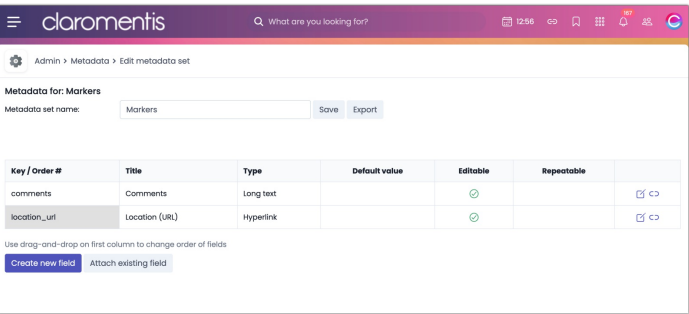 claromentis
What are you looking for?
12:56
167
Admin > Metadata > Edit metadata set
Metadata for: Markers
Metadata set name: Markers Save Export
Key / Order # Title Type Default value Editable Repeatable
comments Comments Long text
location_url Location (URL) Hyperlink
Use drag-and-drop on first column to change order of fields
Create new field Attach existing field